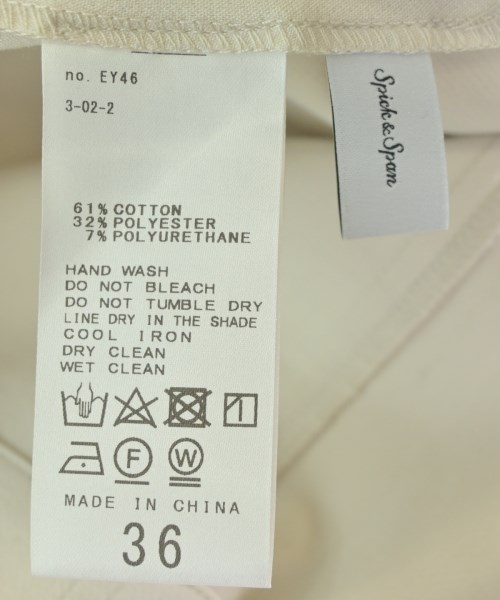 no. EY46
3-02-2
61% COTTON
32% POLYESTER
7% POLYURETHANE
HAND WASH
DO NOT BLEACH
DO NOT TUMBLE DRY
LINE DRY IN THE SHADE
COOL IRON
DRY CLEAN
WET CLEAN
F W
MADE IN CHINA
36
Spick & Span